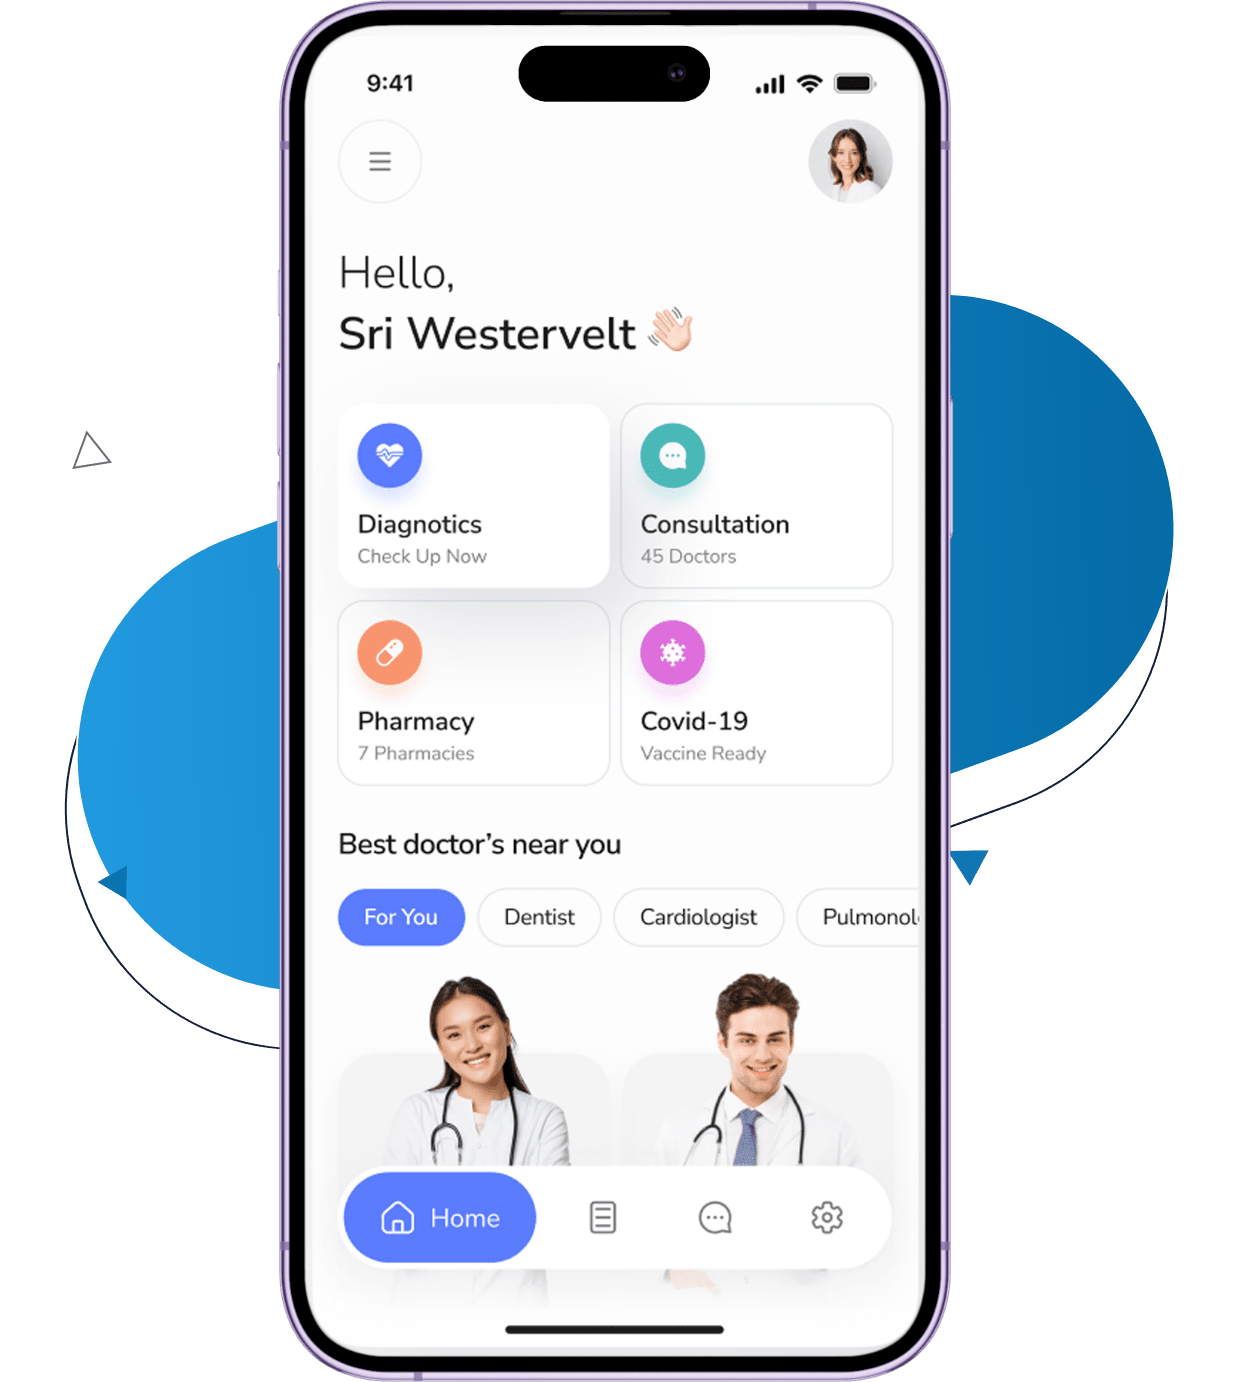 9:41
Hello,
Sri Westervelt 👋🏻
Diagnotics
Check Up Now
Consultation
45 Doctors
Pharmacy
7 Pharmacies
Covid-19
Vaccine Ready
Best doctor’s near you
For You
Dentist
Cardiologist
Pulmonol
Home